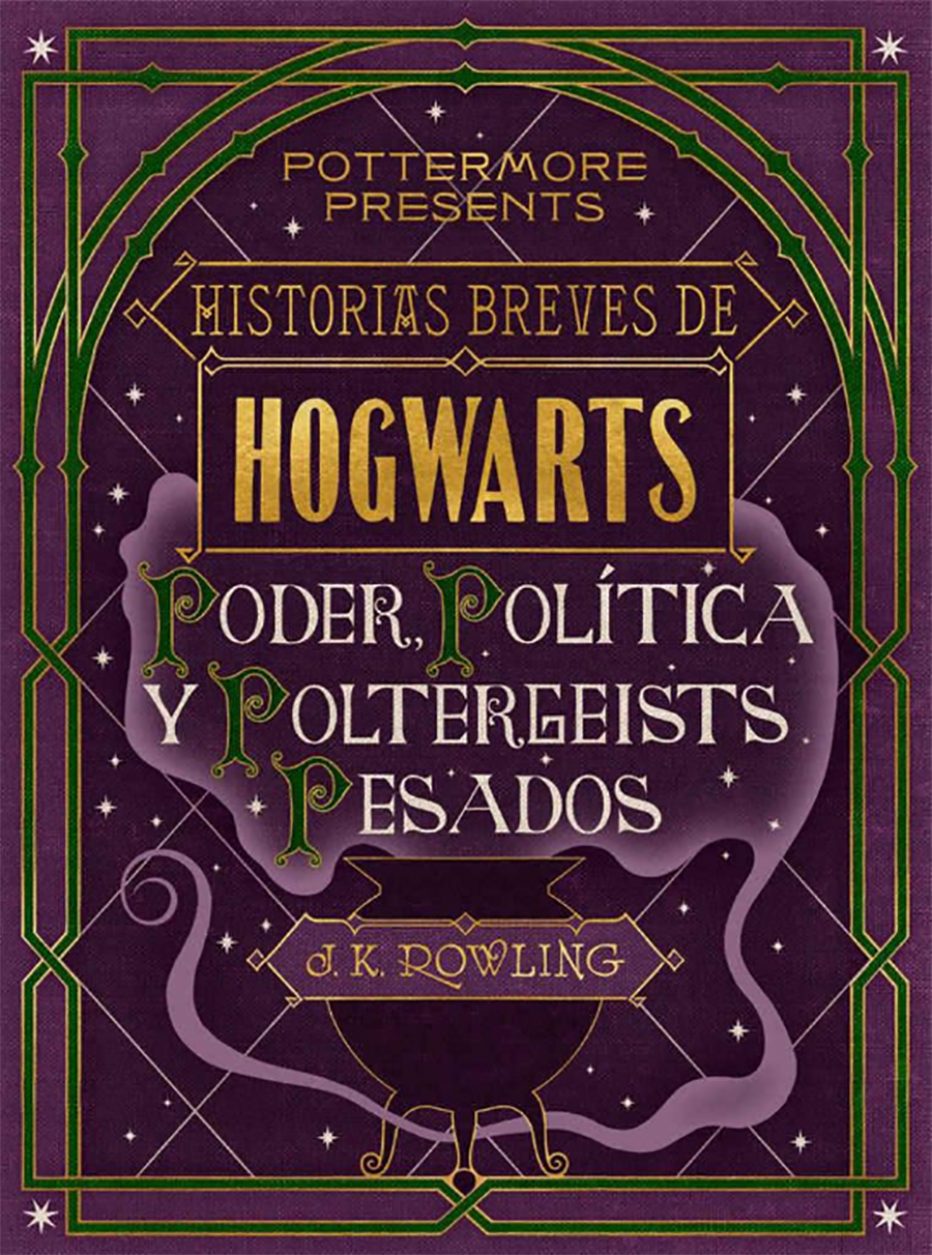 POTTERMORE
PRESENTS
HISTORIAS BREVES DE
HOGWARTS
PODER, POLÍTICA
Y POLTERGEISTS
PESADOS
J. K. ROWLING